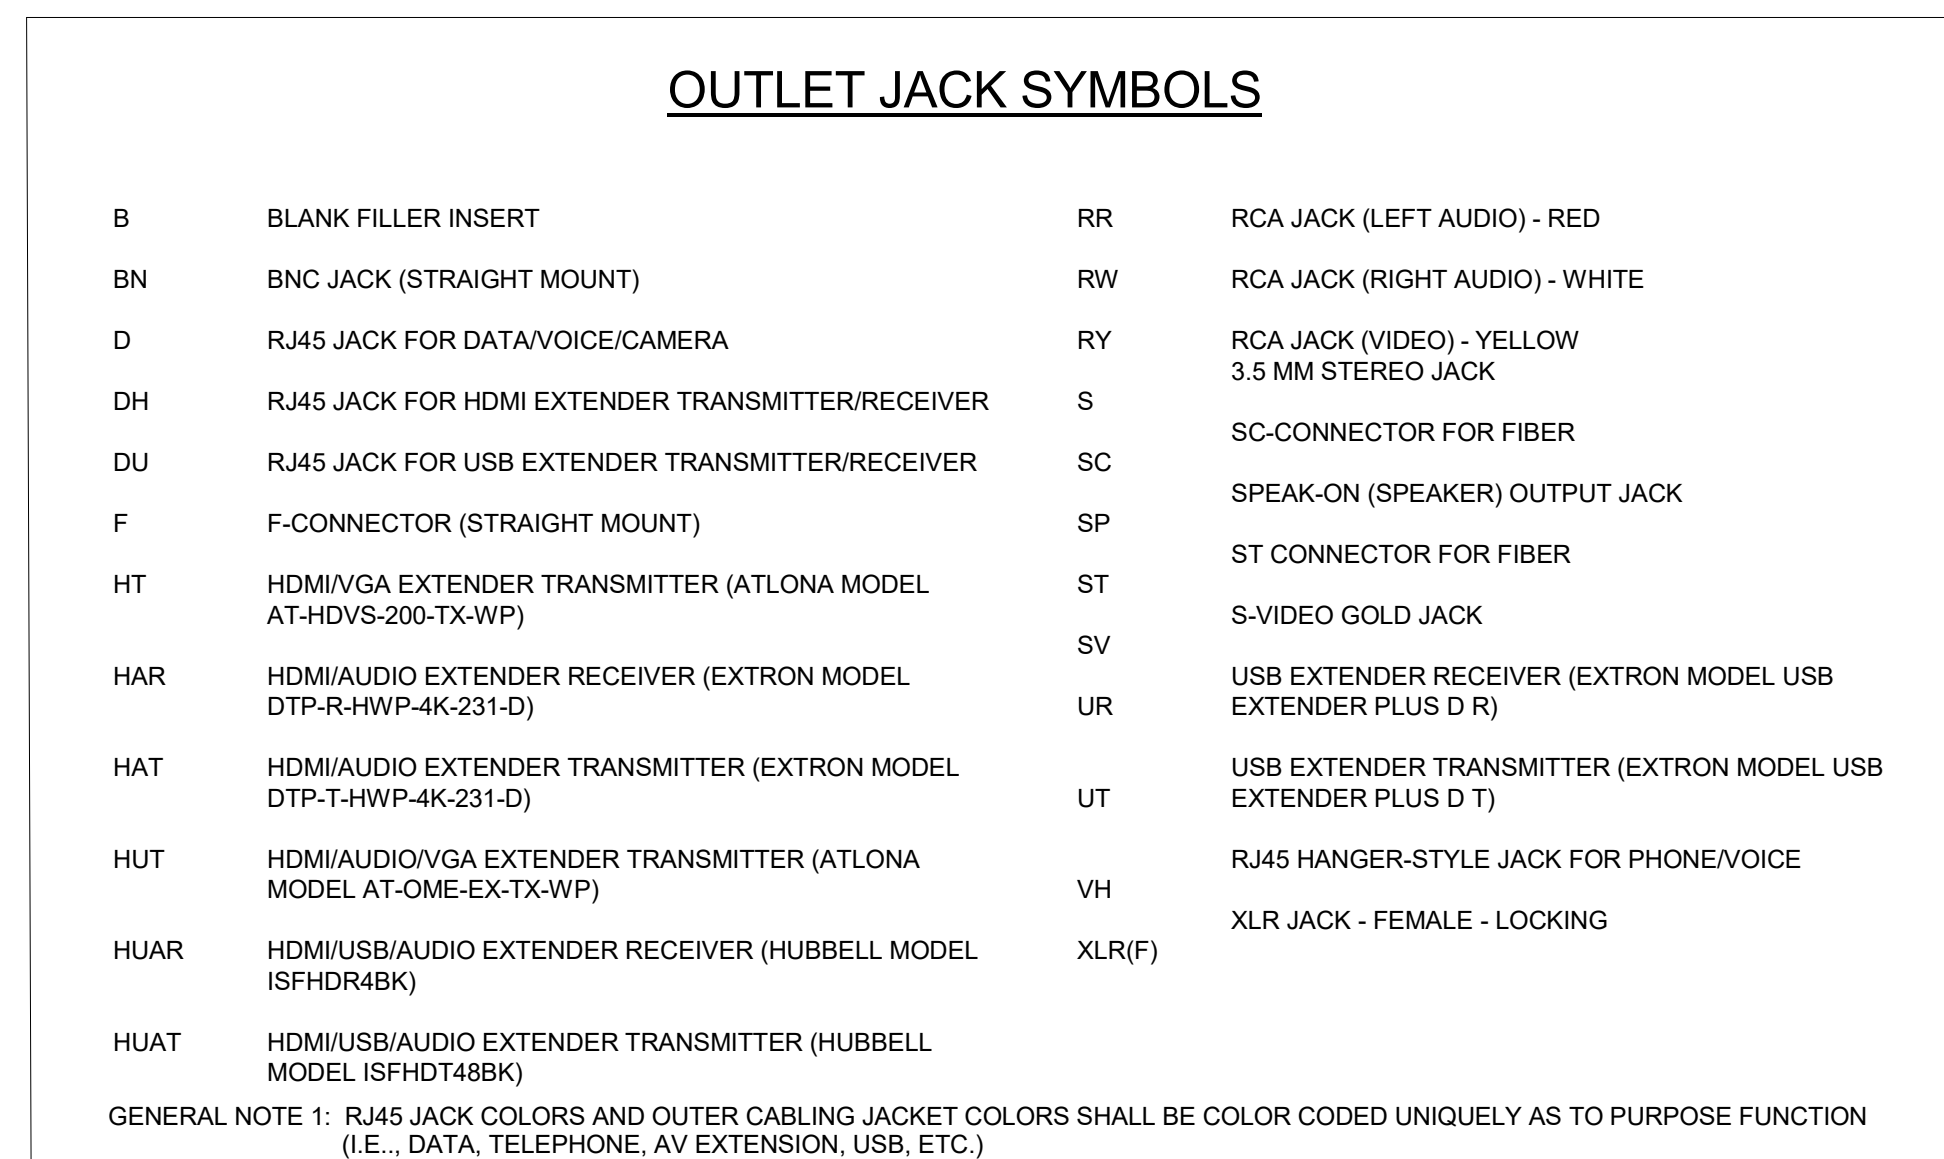 OUTLET JACK SYMBOLS
B BLANK FILLER INSERT
BN BNC JACK (STRAIGHT MOUNT)
D RJ45 JACK FOR DATA/VOICE/CAMERA
DH RJ45 JACK FOR HDMI EXTENDER TRANSMITTER/RECEIVER
DU RJ45 JACK FOR USB EXTENDER TRANSMITTER/RECEIVER
F F-CONNECTOR (STRAIGHT MOUNT)
HT HDMI/VGA EXTENDER TRANSMITTER (ATLONA MODEL
AT-HDVS-200-TX-WP)
HAR HDMI/AUDIO EXTENDER RECEIVER (EXTRON MODEL
DTP-R-HWP-4K-231-D)
HAT HDMI/AUDIO EXTENDER TRANSMITTER (EXTRON MODEL
DTP-T-HWP-4K-231-D)
HUT HDMI/AUDIO/VGA EXTENDER TRANSMITTER (ATLONA
MODEL AT-OME-EX-TX-WP)
HUAR HDMI/USB/AUDIO EXTENDER RECEIVER (HUBBELL MODEL
ISFHDR4BK)
HUAT HDMI/USB/AUDIO EXTENDER TRANSMITTER (HUBBELL
MODEL ISFHDT48BK)
RR RCA JACK (LEFT AUDIO) - RED
RW RCA JACK (RIGHT AUDIO) - WHITE
RY RCA JACK (VIDEO) - YELLOW
3.5 MM STEREO JACK
S
SC-CONNECTOR FOR FIBER
SC
SPEAK-ON (SPEAKER) OUTPUT JACK
SP
ST CONNECTOR FOR FIBER
ST
S-VIDEO GOLD JACK
SV
USB EXTENDER RECEIVER (EXTRON MODEL USB
UR EXTENDER PLUS D R)
USB EXTENDER TRANSMITTER (EXTRON MODEL USB
UT EXTENDER PLUS D T)
RJ45 HANGER-STYLE JACK FOR PHONE/VOICE
VH
XLR JACK - FEMALE - LOCKING
XLR(F)
GENERAL NOTE 1: RJ45 JACK COLORS AND OUTER CABLING JACKET COLORS SHALL BE COLOR CODED UNIQUELY AS TO PURPOSE FUNCTION
(I.E.., DATA, TELEPHONE, AV EXTENSION, USB, ETC.)